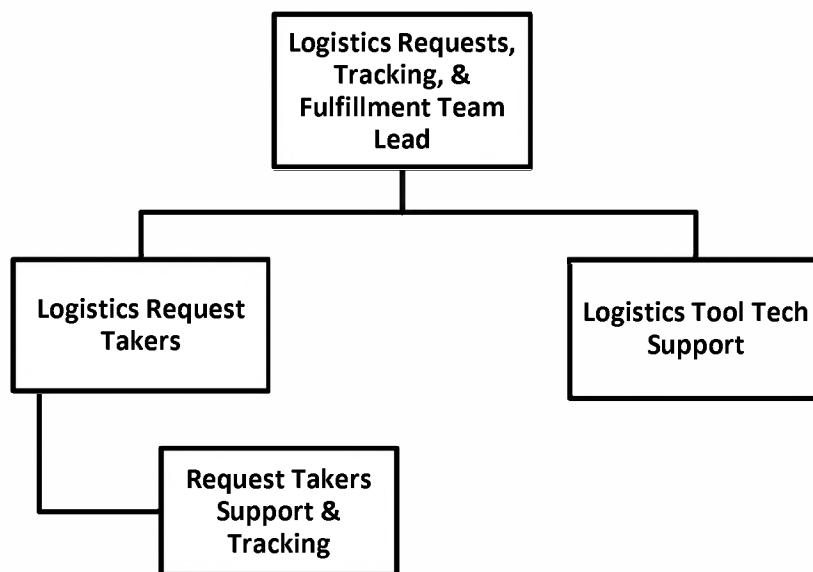 Logistics Requests,
Tracking, &
Fulfillment Team
Lead
Logistics Request
Takers
Logistics Tool Tech
Support
Request Takers
Support &
Tracking